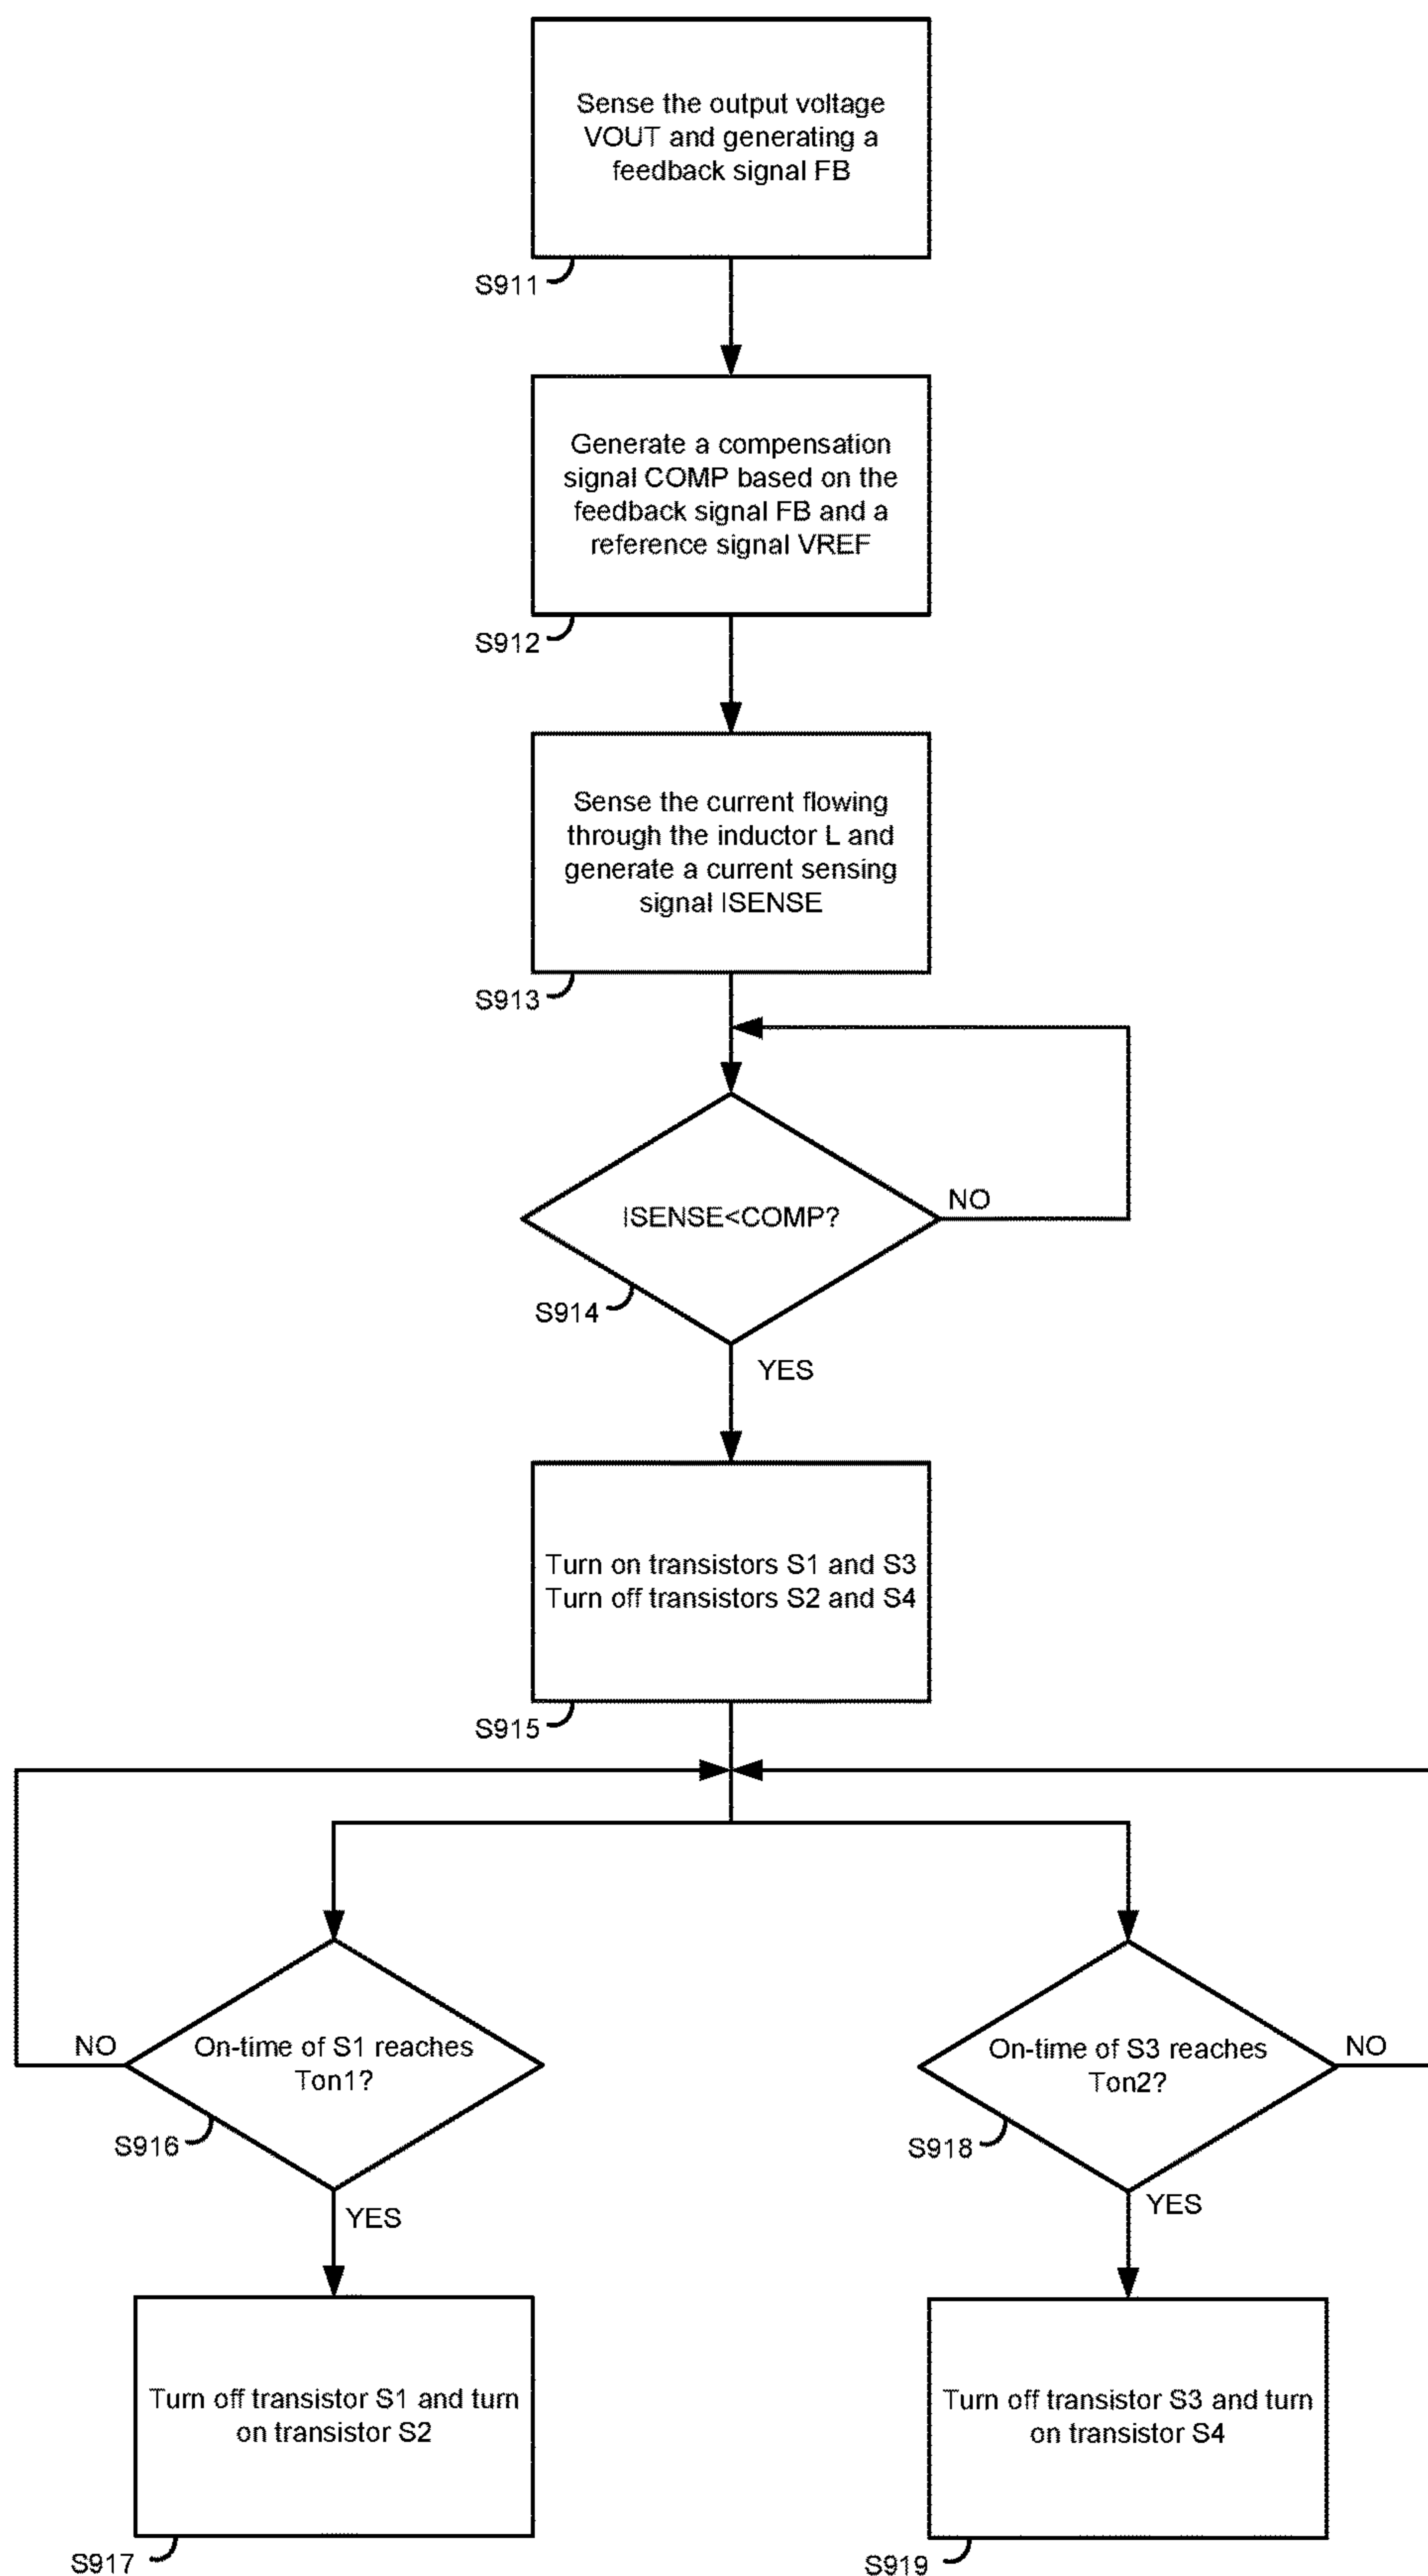 Sense the output voltage
VOUT and generating a
feedback signal FB
S911
Generate a compensation
signal COMP based on the
feedback signal FB and a
reference signal VREF
S912
Sense the current flowing
through the inductor L and
generate a current sensing
signal ISENSE
S913
ISENSE<COMP?
NO
S914
YES
Turn on transistors S1 and S3
Turn off transistors S2 and S4
S915
NO
On-time of S1 reaches
Ton1?
S916
YES
On-time of S3 reaches
Ton2?
NO
S918
YES
Turn off transistor S1 and turn
on transistor S2
S917
Turn off transistor S3 and turn
on transistor S4
S919